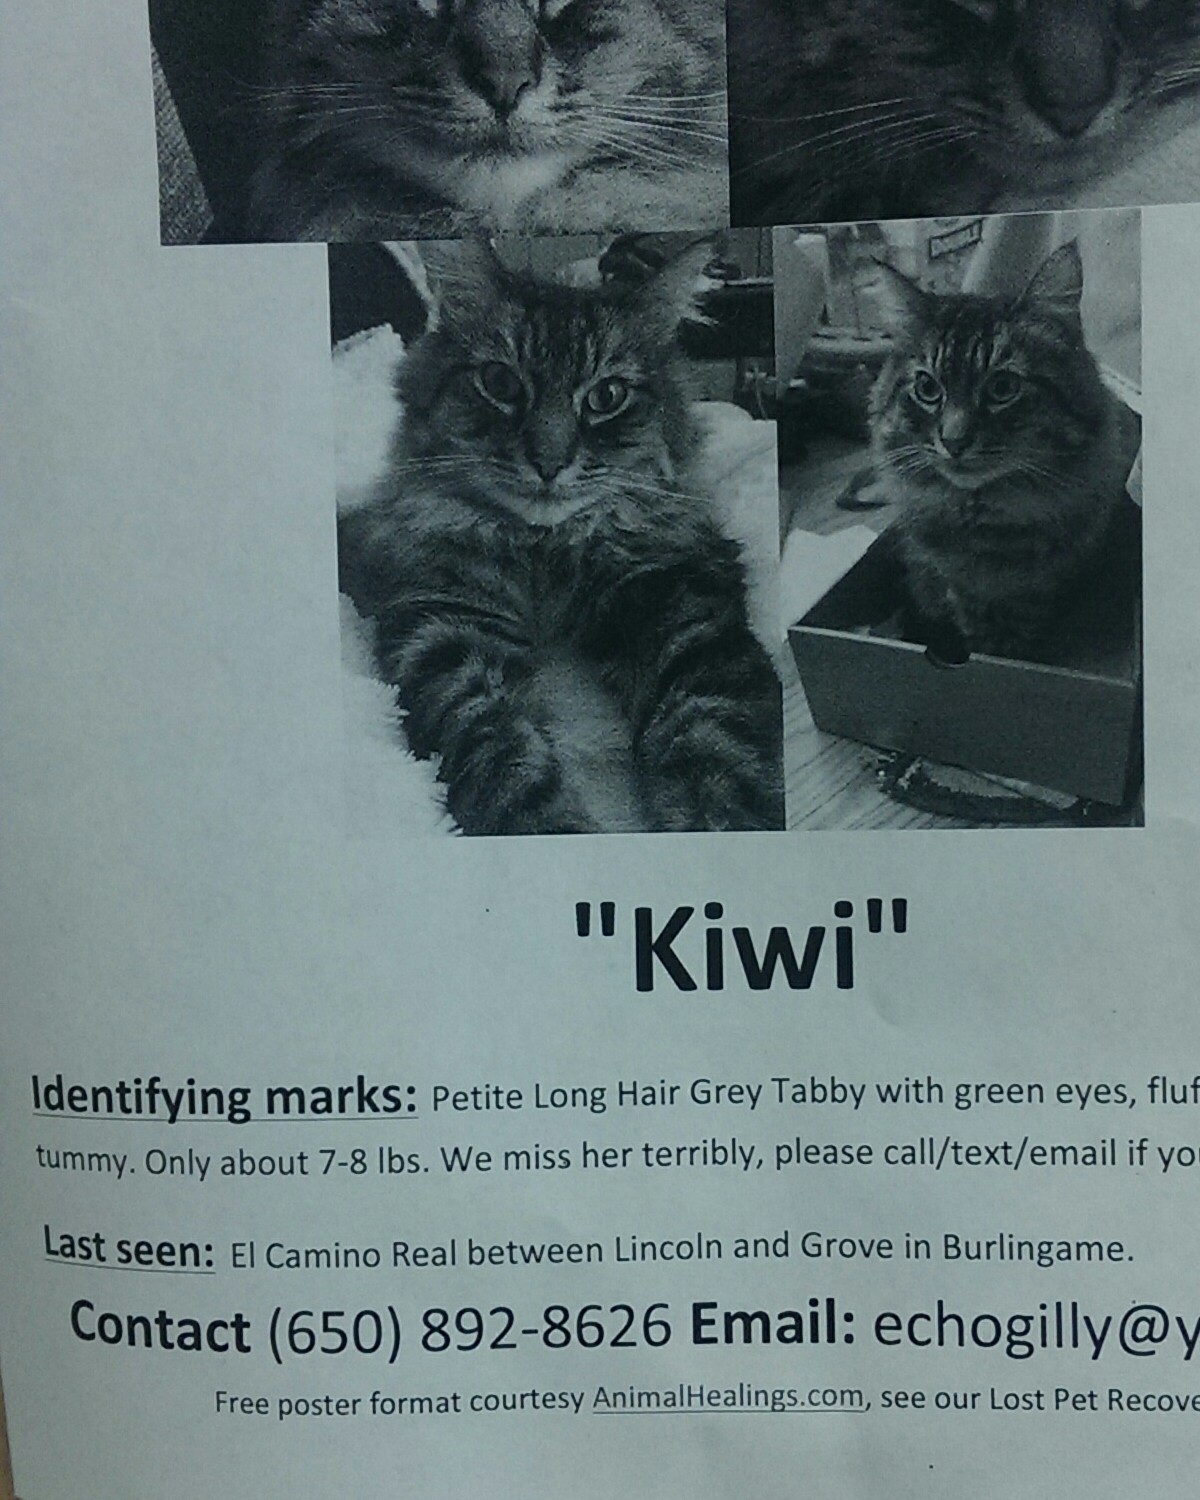 "Kiwi"
Identifying marks: Petite Long Hair Grey Tabby with green eyes,
tummy. Only about 7-8 lbs. We miss her terribly, please call/text/email if
Last seen: El Camino Real between Lincoln and Grove in Burlingame.
Contact (650) 892-8626 Email: echogilly@y
Free poster format courtesy AnimalHealings.com, see our Lost Pet